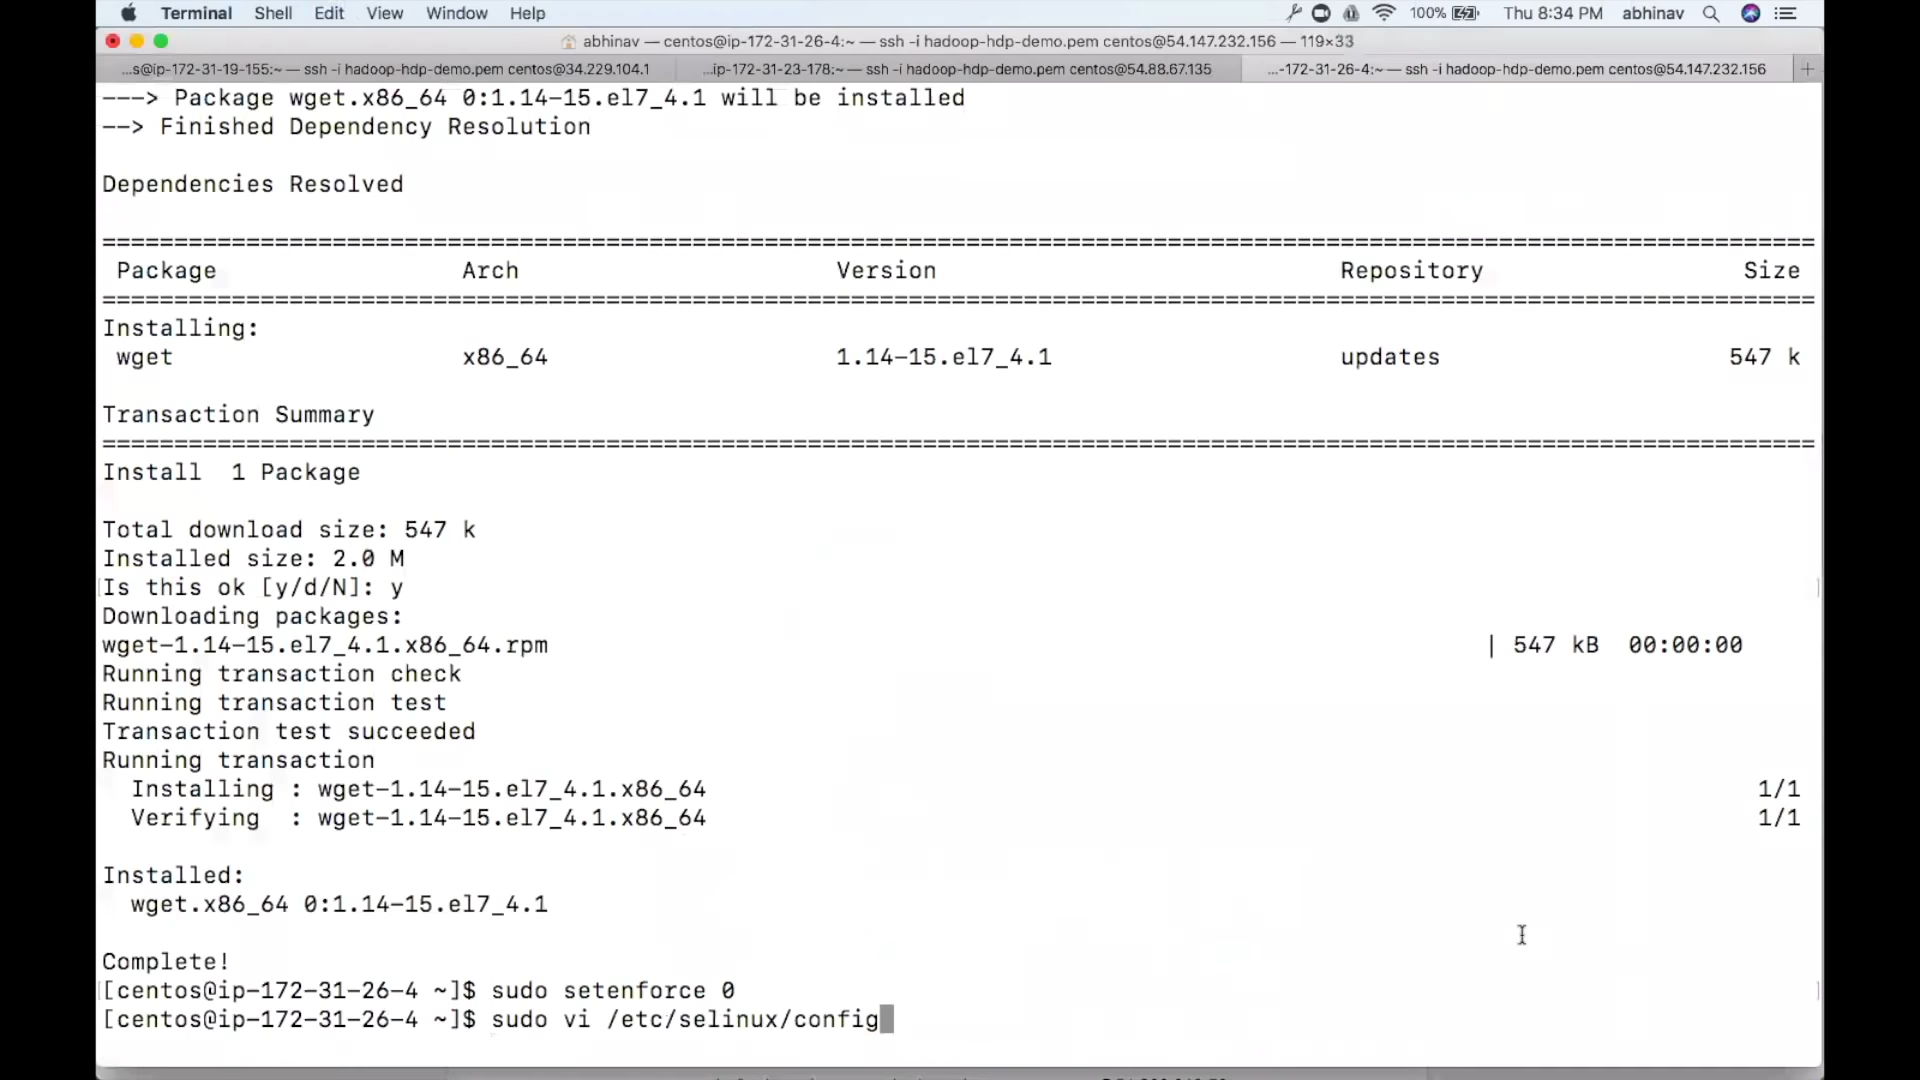 Terminal Shell Edit View Window Help 100% Thu 8:34 PM abhinav
abhinav — centos@ip-172-31-26-4:~ — ssh -i hadoop-hdp-demo.pem centos@54.147.232.156 — 119×33
...s@ip-172-31-19-155:~ — ssh -i hadoop-hdp-demo.pem centos@34.229.104.1 ...ip-172-31-23-178:~ — ssh -i hadoop-hdp-demo.pem centos@54.88.67.135 ...-172-31-26-4:~ — ssh -i hadoop-hdp-demo.pem centos@54.147.232.156 +
---> Package wget.x86_64 0:1.14-15.el7_4.1 will be installed
--> Finished Dependency Resolution
Dependencies Resolved
=======================================================================================================================
Package Arch Version Repository Size
=======================================================================================================================
Installing:
wget x86_64 1.14-15.el7_4.1 updates 547 k
Transaction Summary
=======================================================================================================================
Install 1 Package
Total download size: 547 k
Installed size: 2.0 M
Is this ok [y/d/N]: y
Downloading packages:
wget-1.14-15.el7_4.1.x86_64.rpm | 547 kB 00:00:00
Running transaction check
Running transaction test
Transaction test succeeded
Running transaction
Installing : wget-1.14-15.el7_4.1.x86_64 1/1
Verifying : wget-1.14-15.el7_4.1.x86_64 1/1
Installed:
wget.x86_64 0:1.14-15.el7_4.1
Complete!
[centos@ip-172-31-26-4 ~]$ sudo setenforce 0
[centos@ip-172-31-26-4 ~]$ sudo vi /etc/selinux/config